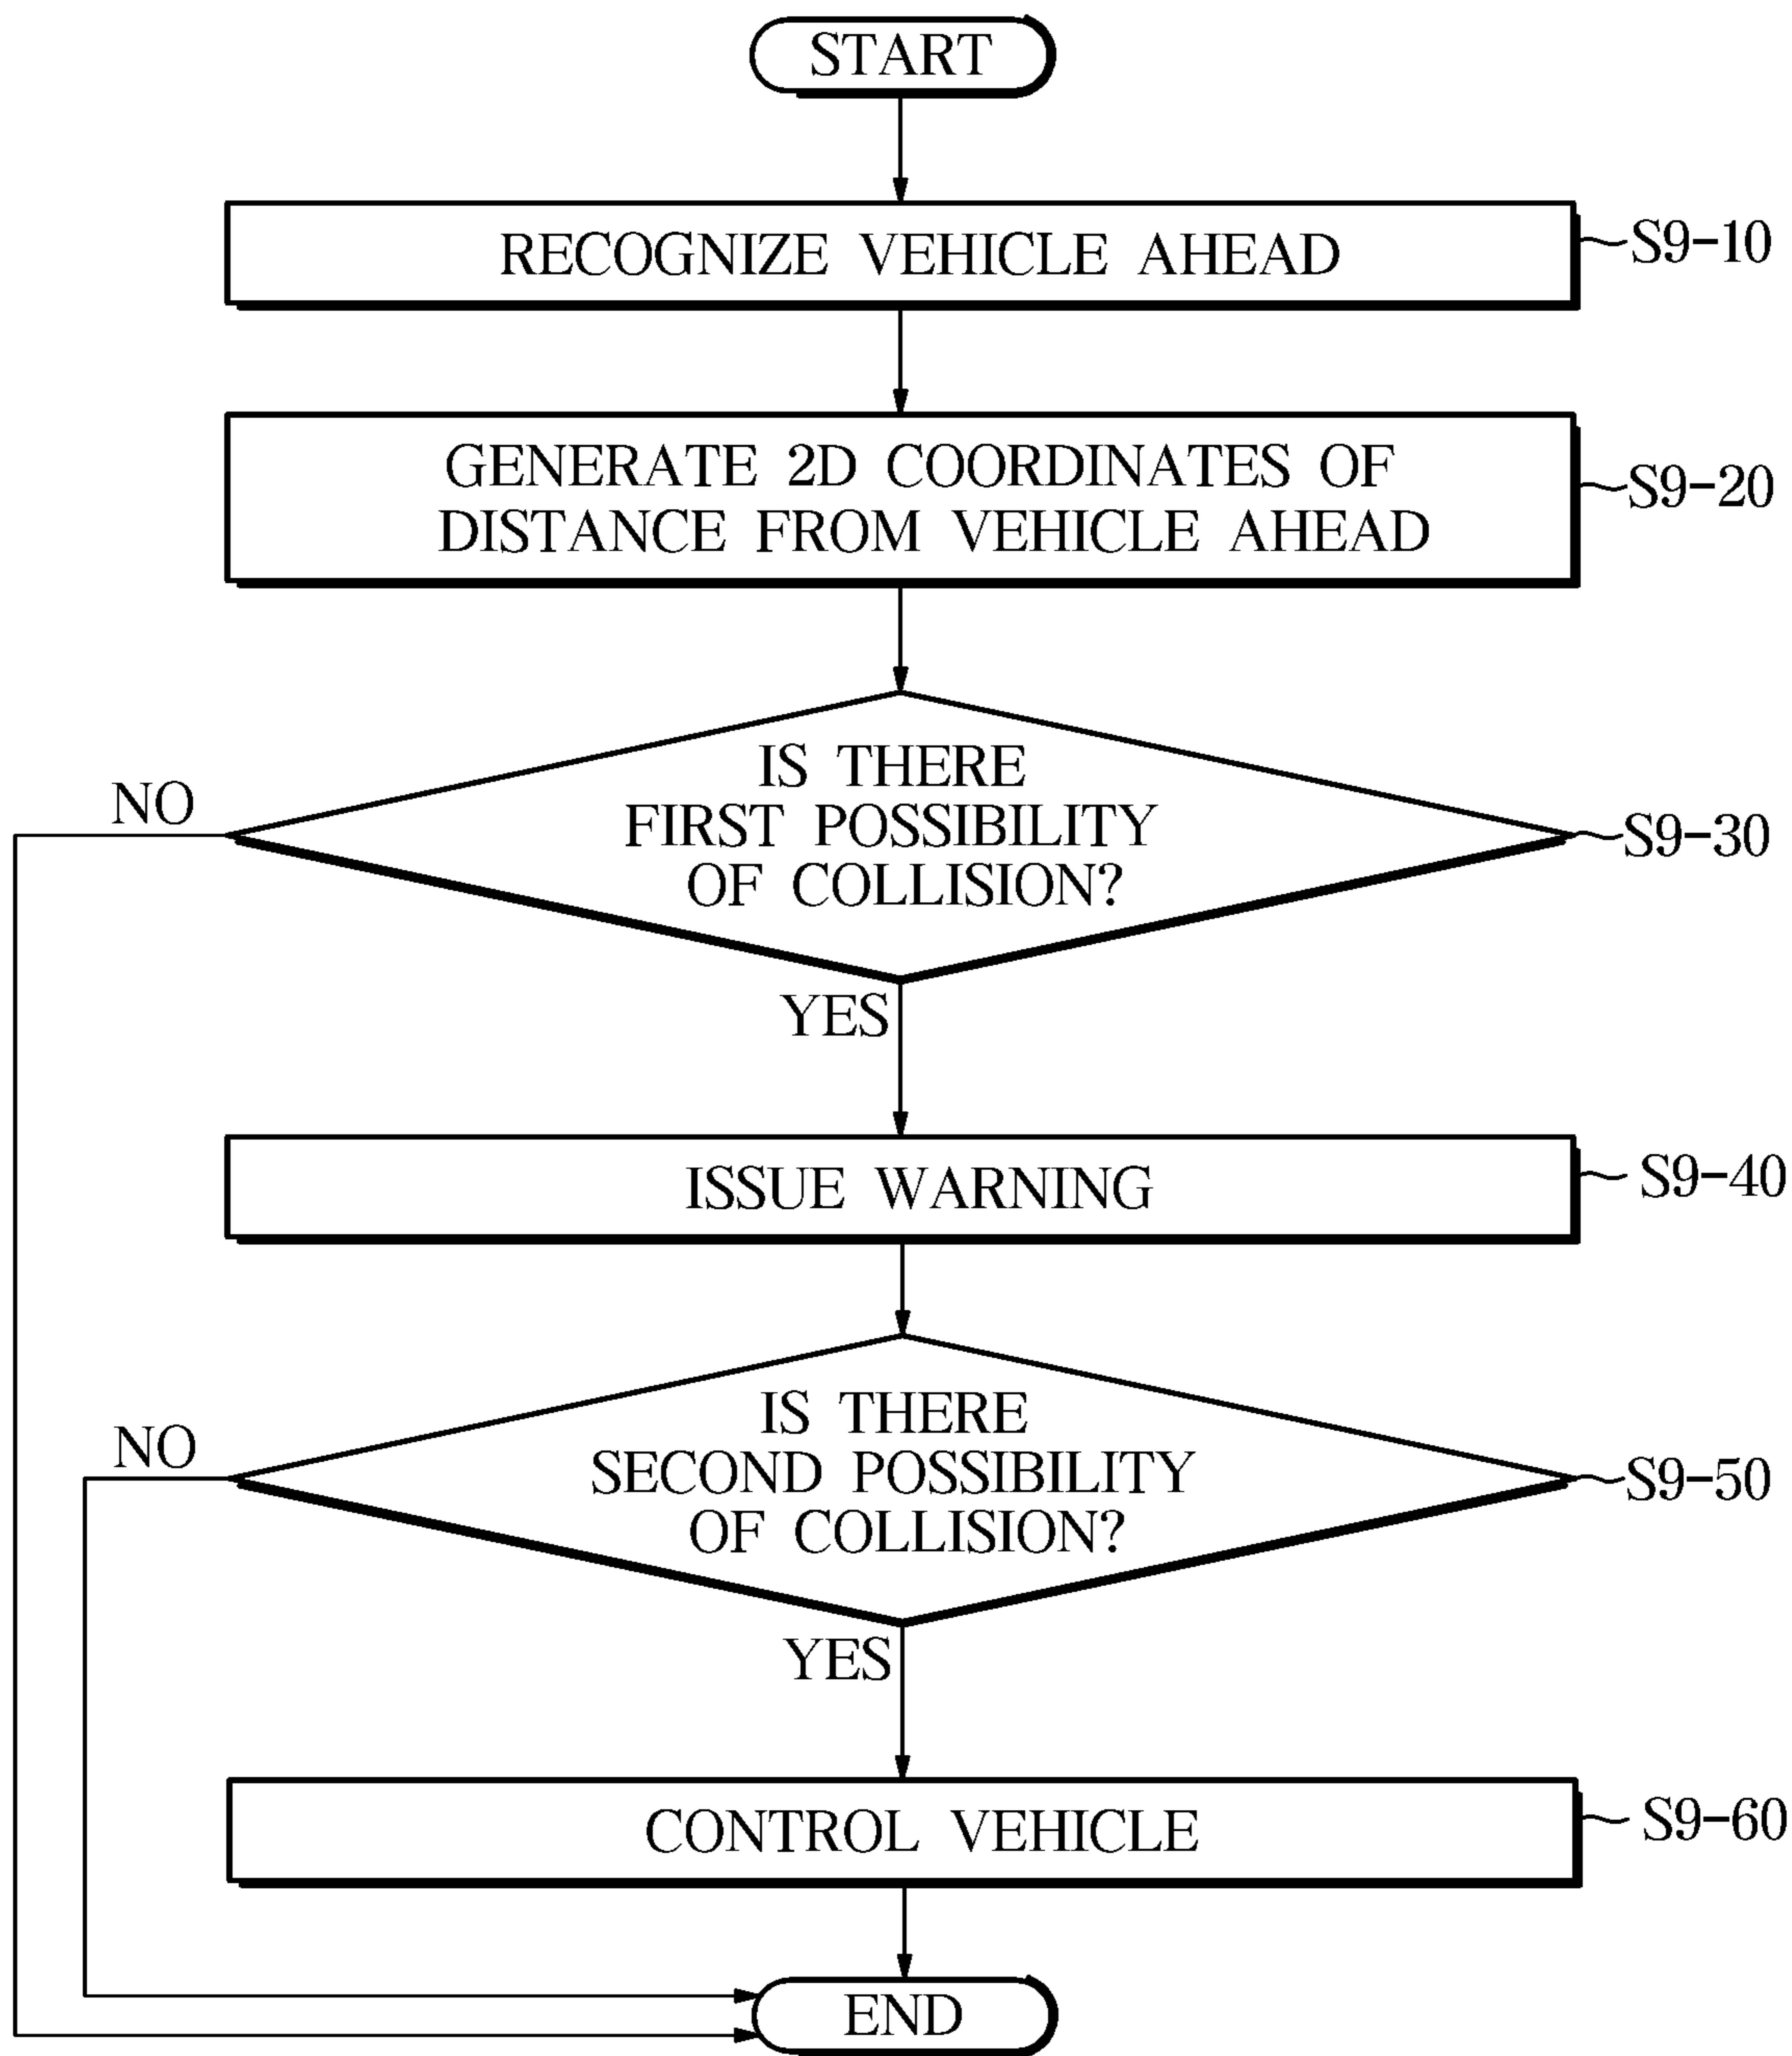 START
RECOGNIZE VEHICLE AHEAD
S9-10
GENERATE 2D COORDINATES OF
DISTANCE FROM VEHICLE AHEAD
S9-20
IS THERE
FIRST POSSIBILITY
OF COLLISION?
NO
S9-30
YES
ISSUE WARNING
S9-40
IS THERE
SECOND POSSIBILITY
OF COLLISION?
NO
S9-50
YES
CONTROL VEHICLE
S9-60
END